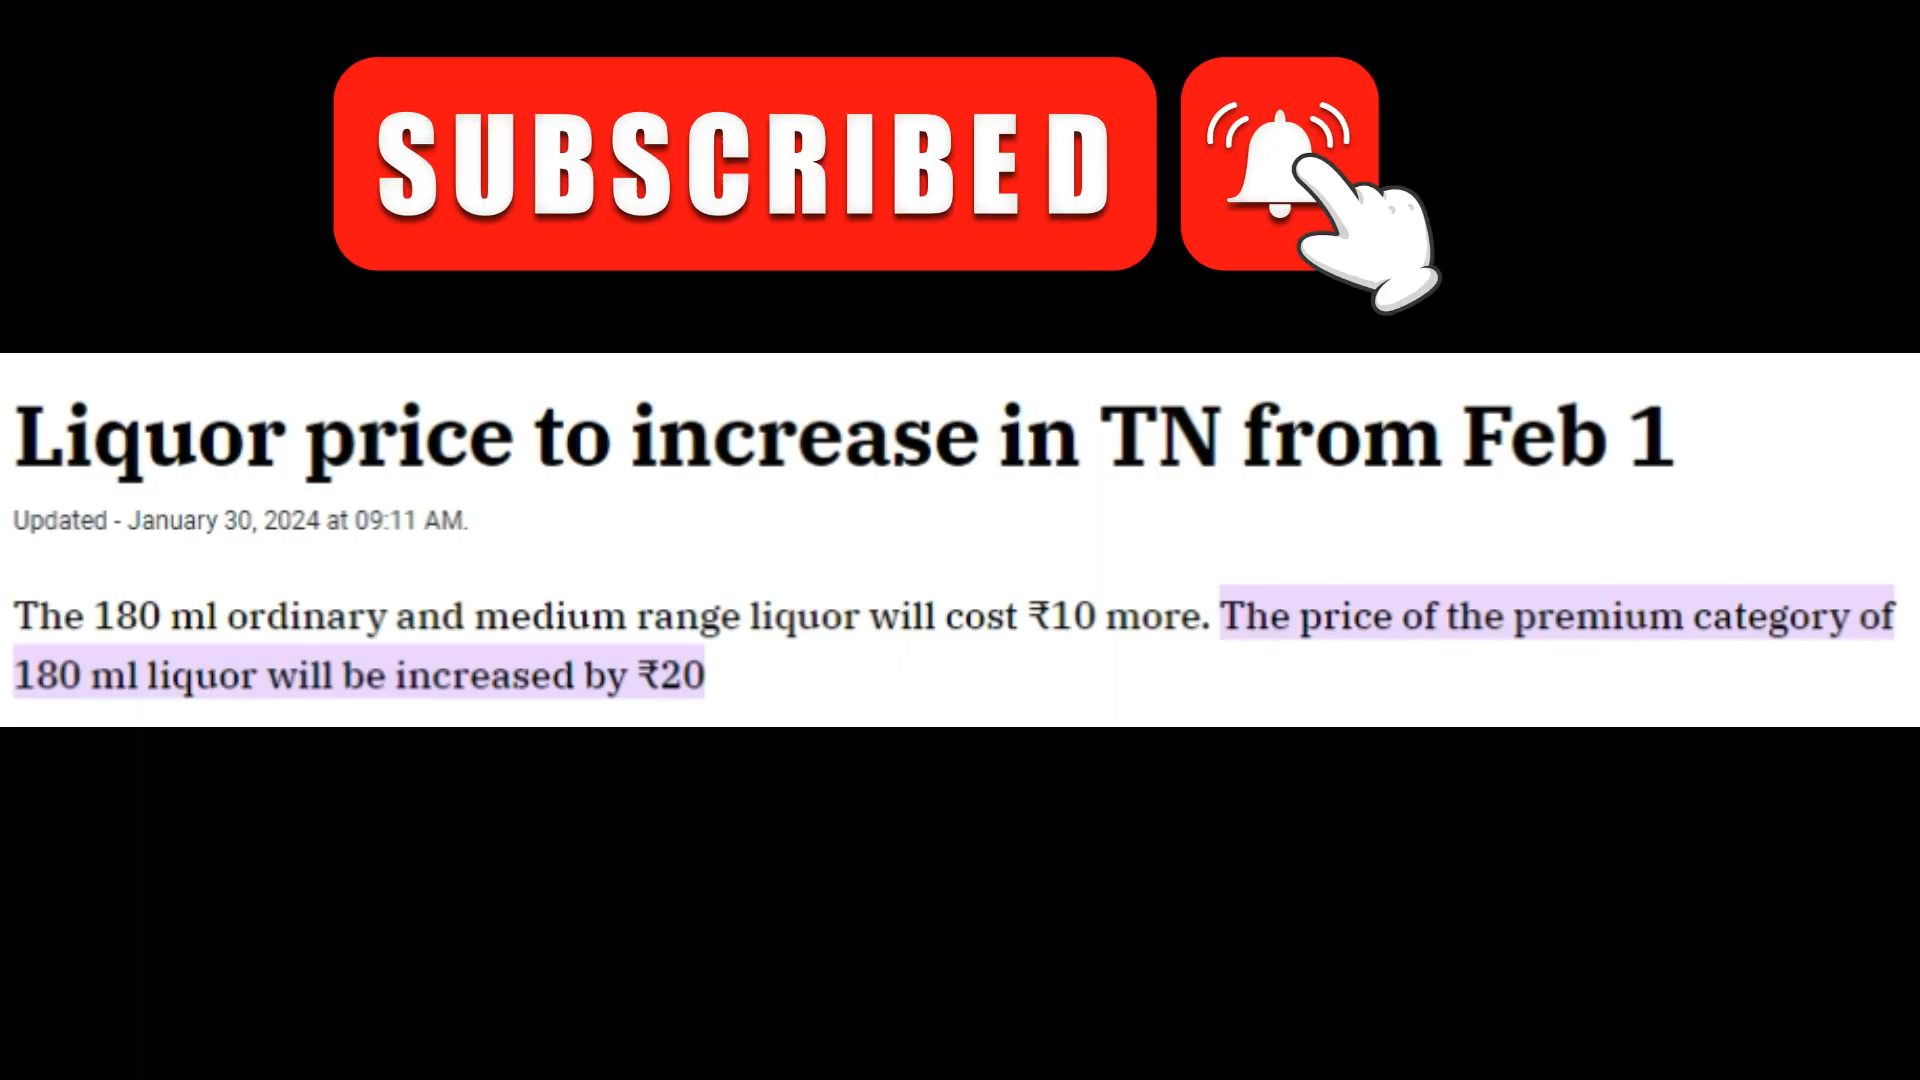 SUBSCRIBED
Liquor price to increase in TN from Feb 1
Updated - January 30, 2024 at 09:11 AM.
The 180 ml ordinary and medium range liquor will cost ₹10 more. The price of the premium category of
180 ml liquor will be increased by ₹20